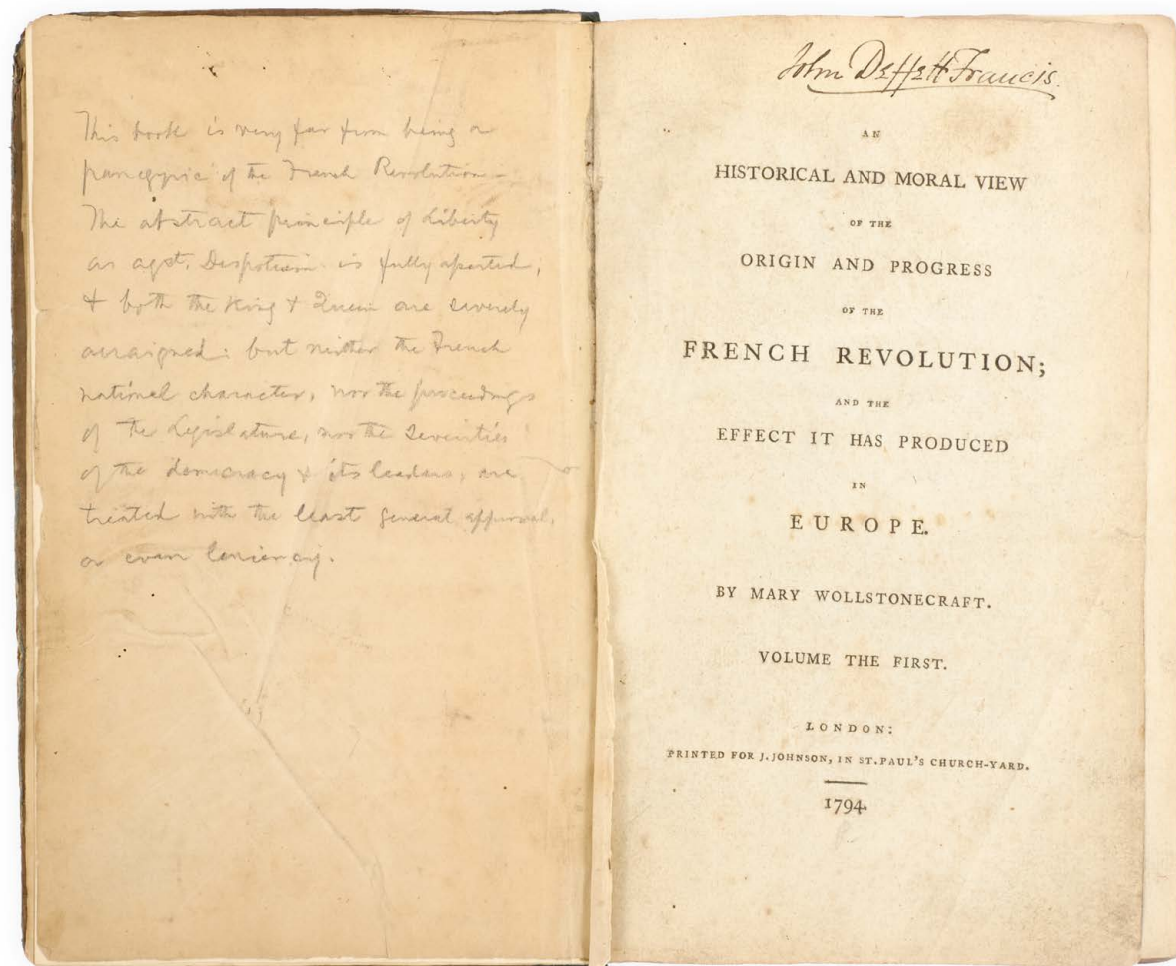 This book is very far from being a
panegyric of the French Revolution -
The abstract principle of Liberty
as agst. Despotism is fully asserted,
& both the King & Queen are severely
arraigned: but neither the French
national character, nor the proceedings
of the Legislature, nor the severities
of the democracy & its leaders, are
treated with the least general approval,
or even leniency.
John Deffett Francis.
AN
HISTORICAL AND MORAL VIEW
OF THE
ORIGIN AND PROGRESS
OF THE
FRENCH REVOLUTION;
AND THE
EFFECT IT HAS PRODUCED
IN
EUROPE.
BY MARY WOLLSTONECRAFT.
VOLUME THE FIRST.
LONDON:
PRINTED FOR J. JOHNSON, IN ST. PAUL'S CHURCH-YARD.
1794